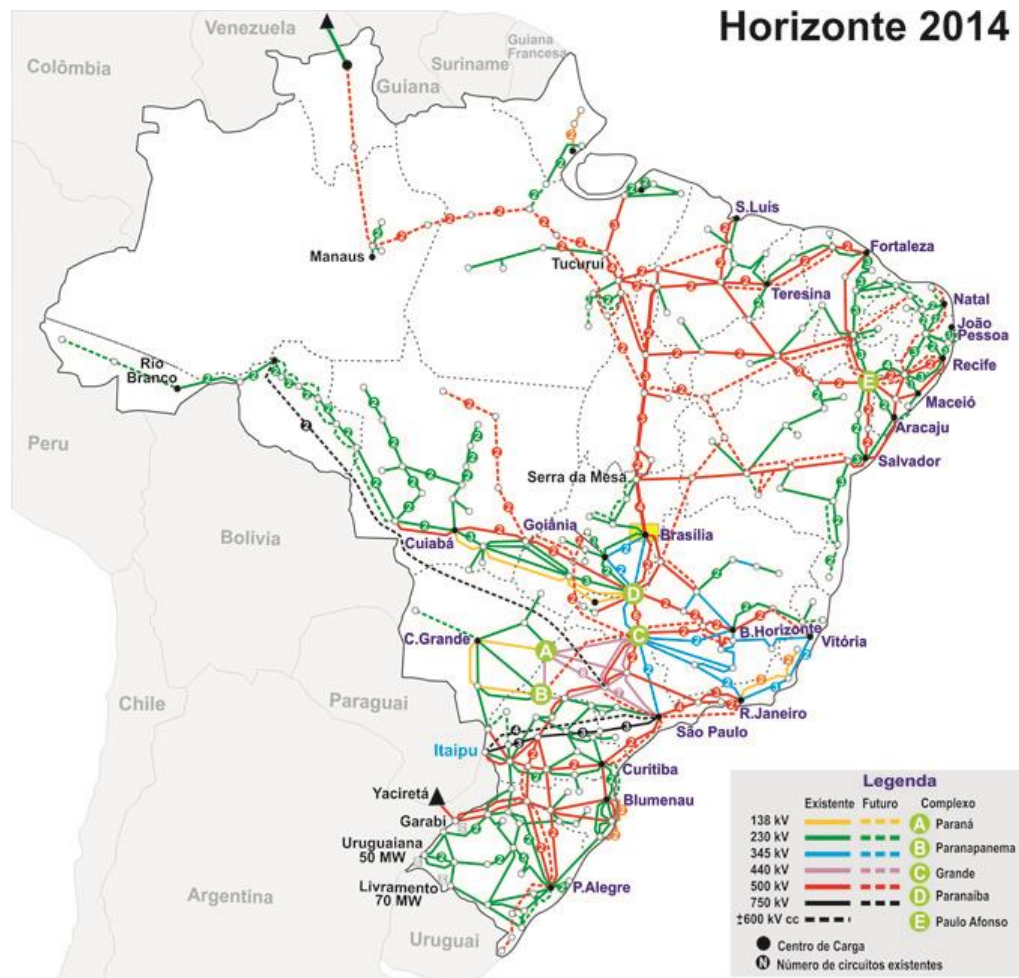 Horizonte 2014
Venezuela
Colômbia
Guiana
Suriname
Guiana
Francesa
Manaus
Tucuruí
S.Luis
Fortaleza
Teresina
Natal
João
Pessoa
Recife
Maceió
Aracaju
Salvador
Rio
Branco
Peru
Serra da Mesa
Bolívia
Cuiabá
Goiânia
Brasília
E
D
C
A
B
C.Grande
B.Horizonte
Vitória
Chile
Paraguai
R.Janeiro
São Paulo
Itaipu
Curitiba
Yaciretá
Blumenau
Garabi
Uruguaiana
50 MW
Livramento
70 MW
P.Alegre
Argentina
Uruguai
Legenda
Existente Futuro Complexo
138 kV A Paraná
230 kV B Paranapanema
345 kV C Grande
440 kV D Paranaíba
500 kV E Paulo Afonso
750 kV
±600 kV cc
Centro de Carga
N Número de circuitos existentes